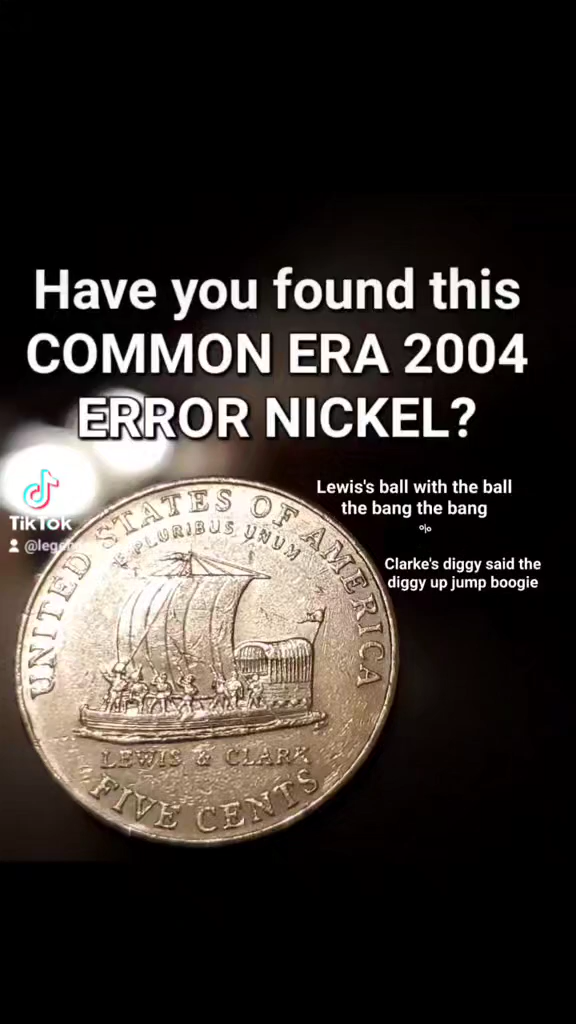 Have you found this
COMMON ERA 2004
ERROR NICKEL?
Lewis's ball with the ball
the bang the bang
%
Clarke's diggy said the
diggy up jump boogie
TikTok
UNITED STATES OF AMERICA
E PLURIBUS UNUM
LEWIS & CLARK
FIVE CENTS